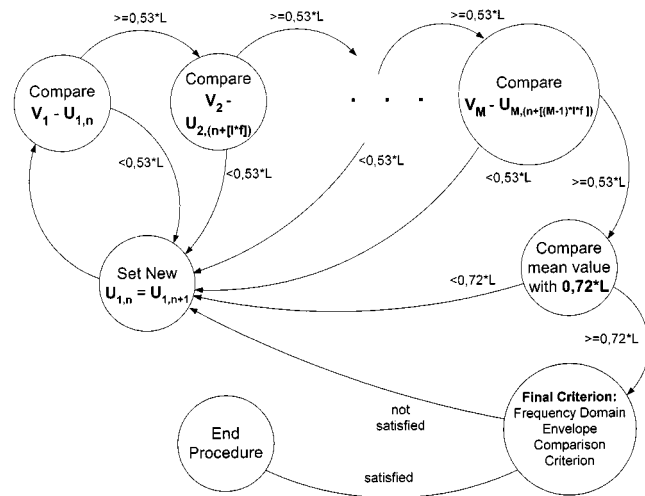 >=0,53*L
>=0,53*L
>=0,53*L
Compare
V1 - U1,n
Compare
V2 -
U2,(n+[l*f])
. . .
Compare
VM - UM,(n+[(M-1)*l*f ])
<0,53*L
<0,53*L
<0,53*L
<0,53*L
>=0,53*L
Set New
U1,n = U1,n+1
Compare
mean value
with 0,72*L
<0,72*L
>=0,72*L
Final Criterion:
Frequency Domain
Envelope
Comparison
Criterion
not
satisfied
End
Procedure
satisfied